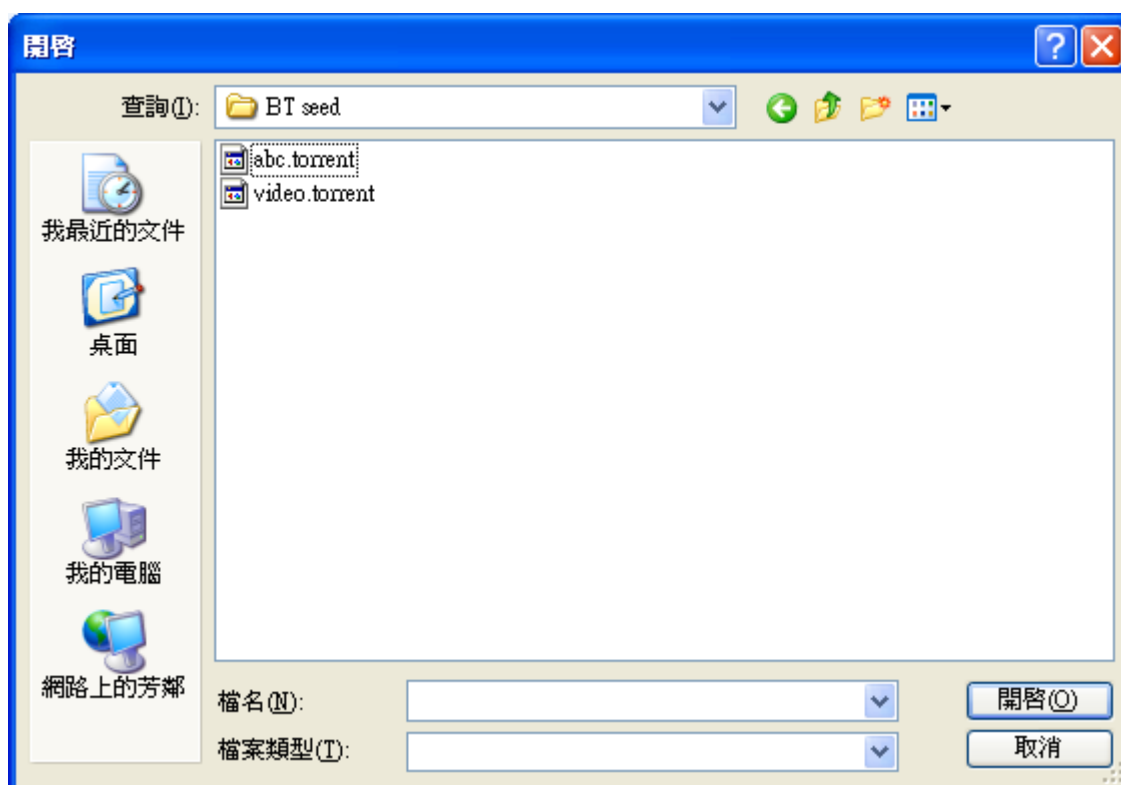 開啓
查詢(I):
BT seed
abc.torrent
video.torrent
我最近的文件
桌面
我的文件
我的電腦
網路上的芳鄰
檔名(N):
開啓(O)
檔案類型(T):
取消